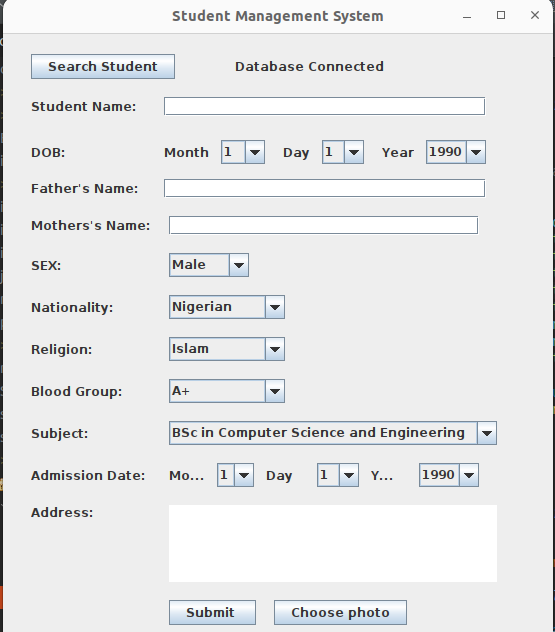 Student Management System
Search Student Database Connected
Student Name:
DOB: Month 1 Day 1 Year 1990
Father's Name:
Mothers's Name:
SEX: Male
Nationality: Nigerian
Religion: Islam
Blood Group: A+
Subject: BSc in Computer Science and Engineering
Admission Date: Mo... 1 Day 1 Y... 1990
Address:
Submit Choose photo